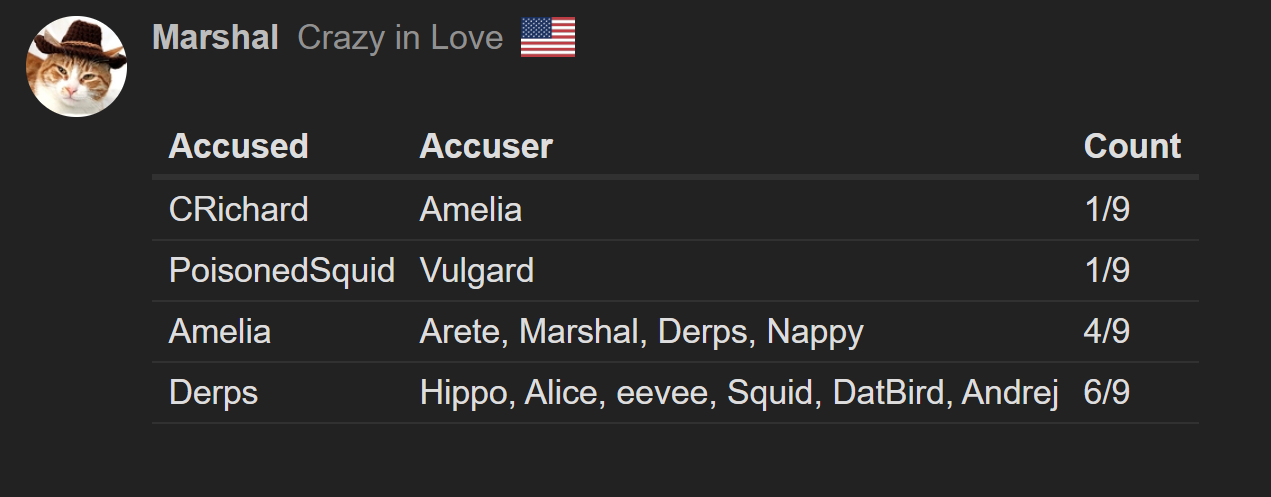 Marshal Crazy in Love
Accused Accuser Count
CRichard Amelia 1/9
PoisonedSquid Vulgard 1/9
Amelia Arete, Marshal, Derps, Nappy 4/9
Derps Hippo, Alice, eevee, Squid, DatBird, Andrej 6/9